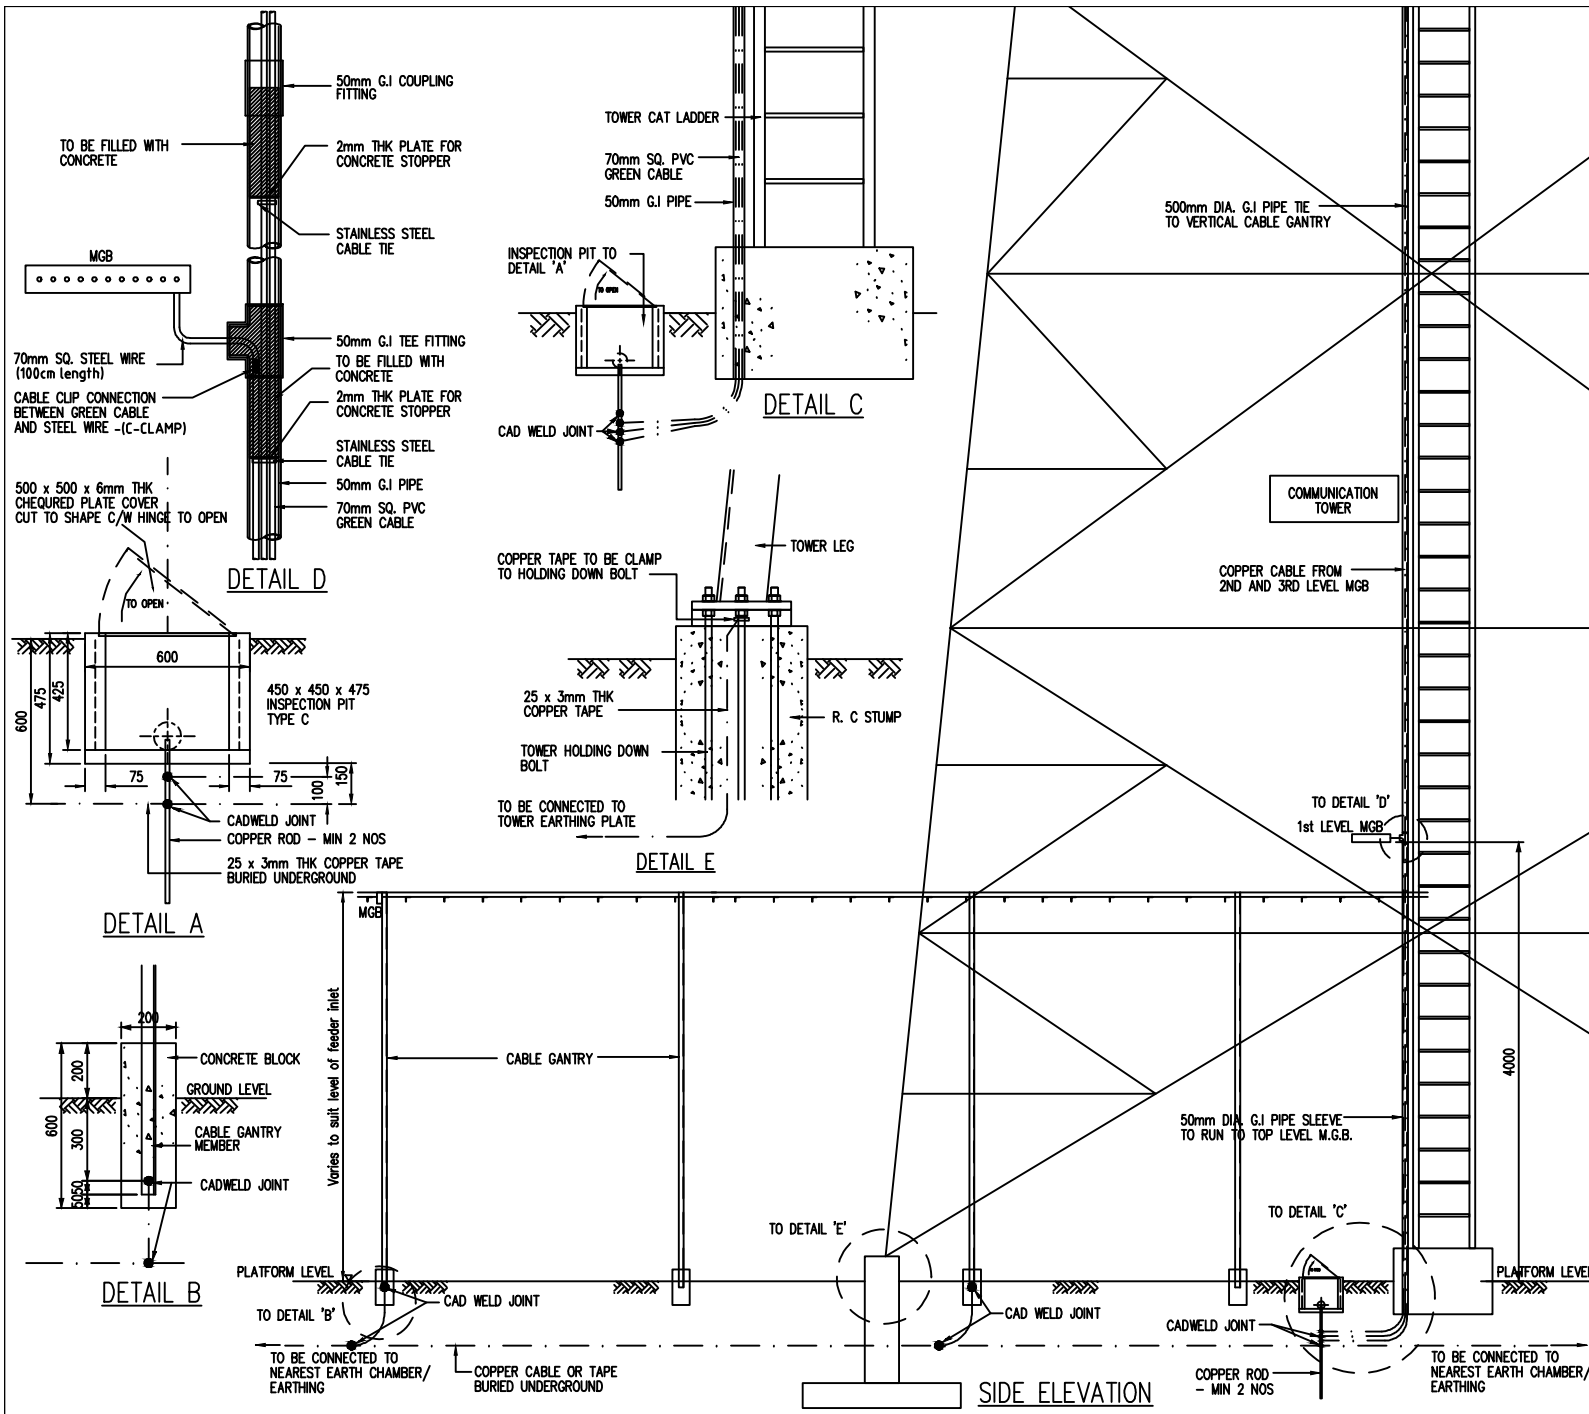 50mm G.I COUPLING
FITTING
TO BE FILLED WITH
CONCRETE
2mm THK PLATE FOR
CONCRETE STOPPER
STAINLESS STEEL
CABLE TIE
MGB
50mm G.I TEE FITTING
TO BE FILLED WITH
CONCRETE
70mm SQ. STEEL WIRE
(100cm length)
2mm THK PLATE FOR
CONCRETE STOPPER
CABLE CLIP CONNECTION
BETWEEN GREEN CABLE
AND STEEL WIRE -(C-CLAMP)
STAINLESS STEEL
CABLE TIE
50mm G.I PIPE
70mm SQ. PVC
GREEN CABLE
DETAIL D
500 x 500 x 6mm THK
CHEQURED PLATE COVER
CUT TO SHAPE C/W HINGE TO OPEN
TO OPEN
600
475
425
600
450 x 450 x 475
INSPECTION PIT
TYPE C
75
75
100
150
CADWELD JOINT
COPPER ROD - MIN 2 NOS
25 x 3mm THK COPPER TAPE
BURIED UNDERGROUND
DETAIL A
200
CONCRETE BLOCK
200
GROUND LEVEL
600
300
CABLE GANTRY
MEMBER
CADWELD JOINT
5050
DETAIL B
TOWER CAT LADDER
70mm SQ. PVC
GREEN CABLE
50mm G.I PIPE
INSPECTION PIT TO
DETAIL 'A'
TO OPEN
CAD WELD JOINT
DETAIL C
TOWER LEG
COPPER TAPE TO BE CLAMP
TO HOLDING DOWN BOLT
25 x 3mm THK
COPPER TAPE
R. C STUMP
TOWER HOLDING DOWN
BOLT
TO BE CONNECTED TO
TOWER EARTHING PLATE
DETAIL E
500mm DIA. G.I PIPE TIE
TO VERTICAL CABLE GANTRY
COMMUNICATION
TOWER
COPPER CABLE FROM
2ND AND 3RD LEVEL MGB
TO DETAIL 'D'
1st LEVEL MGB
MGB
Varies to suit level of feeder inlet
CABLE GANTRY
4000
50mm DIA. G.I PIPE SLEEVE
TO RUN TO TOP LEVEL M.G.B.
TO DETAIL 'E'
TO DETAIL 'C'
PLATFORM LEVEL
PLATFORM LEVEL
TO DETAIL 'B'
CAD WELD JOINT
CAD WELD JOINT
CADWELD JOINT
TO BE CONNECTED TO
NEAREST EARTH CHAMBER/
EARTHING
COPPER CABLE OR TAPE
BURIED UNDERGROUND
SIDE ELEVATION
COPPER ROD
- MIN 2 NOS
TO BE CONNECTED TO
NEAREST EARTH CHAMBER/
EARTHING